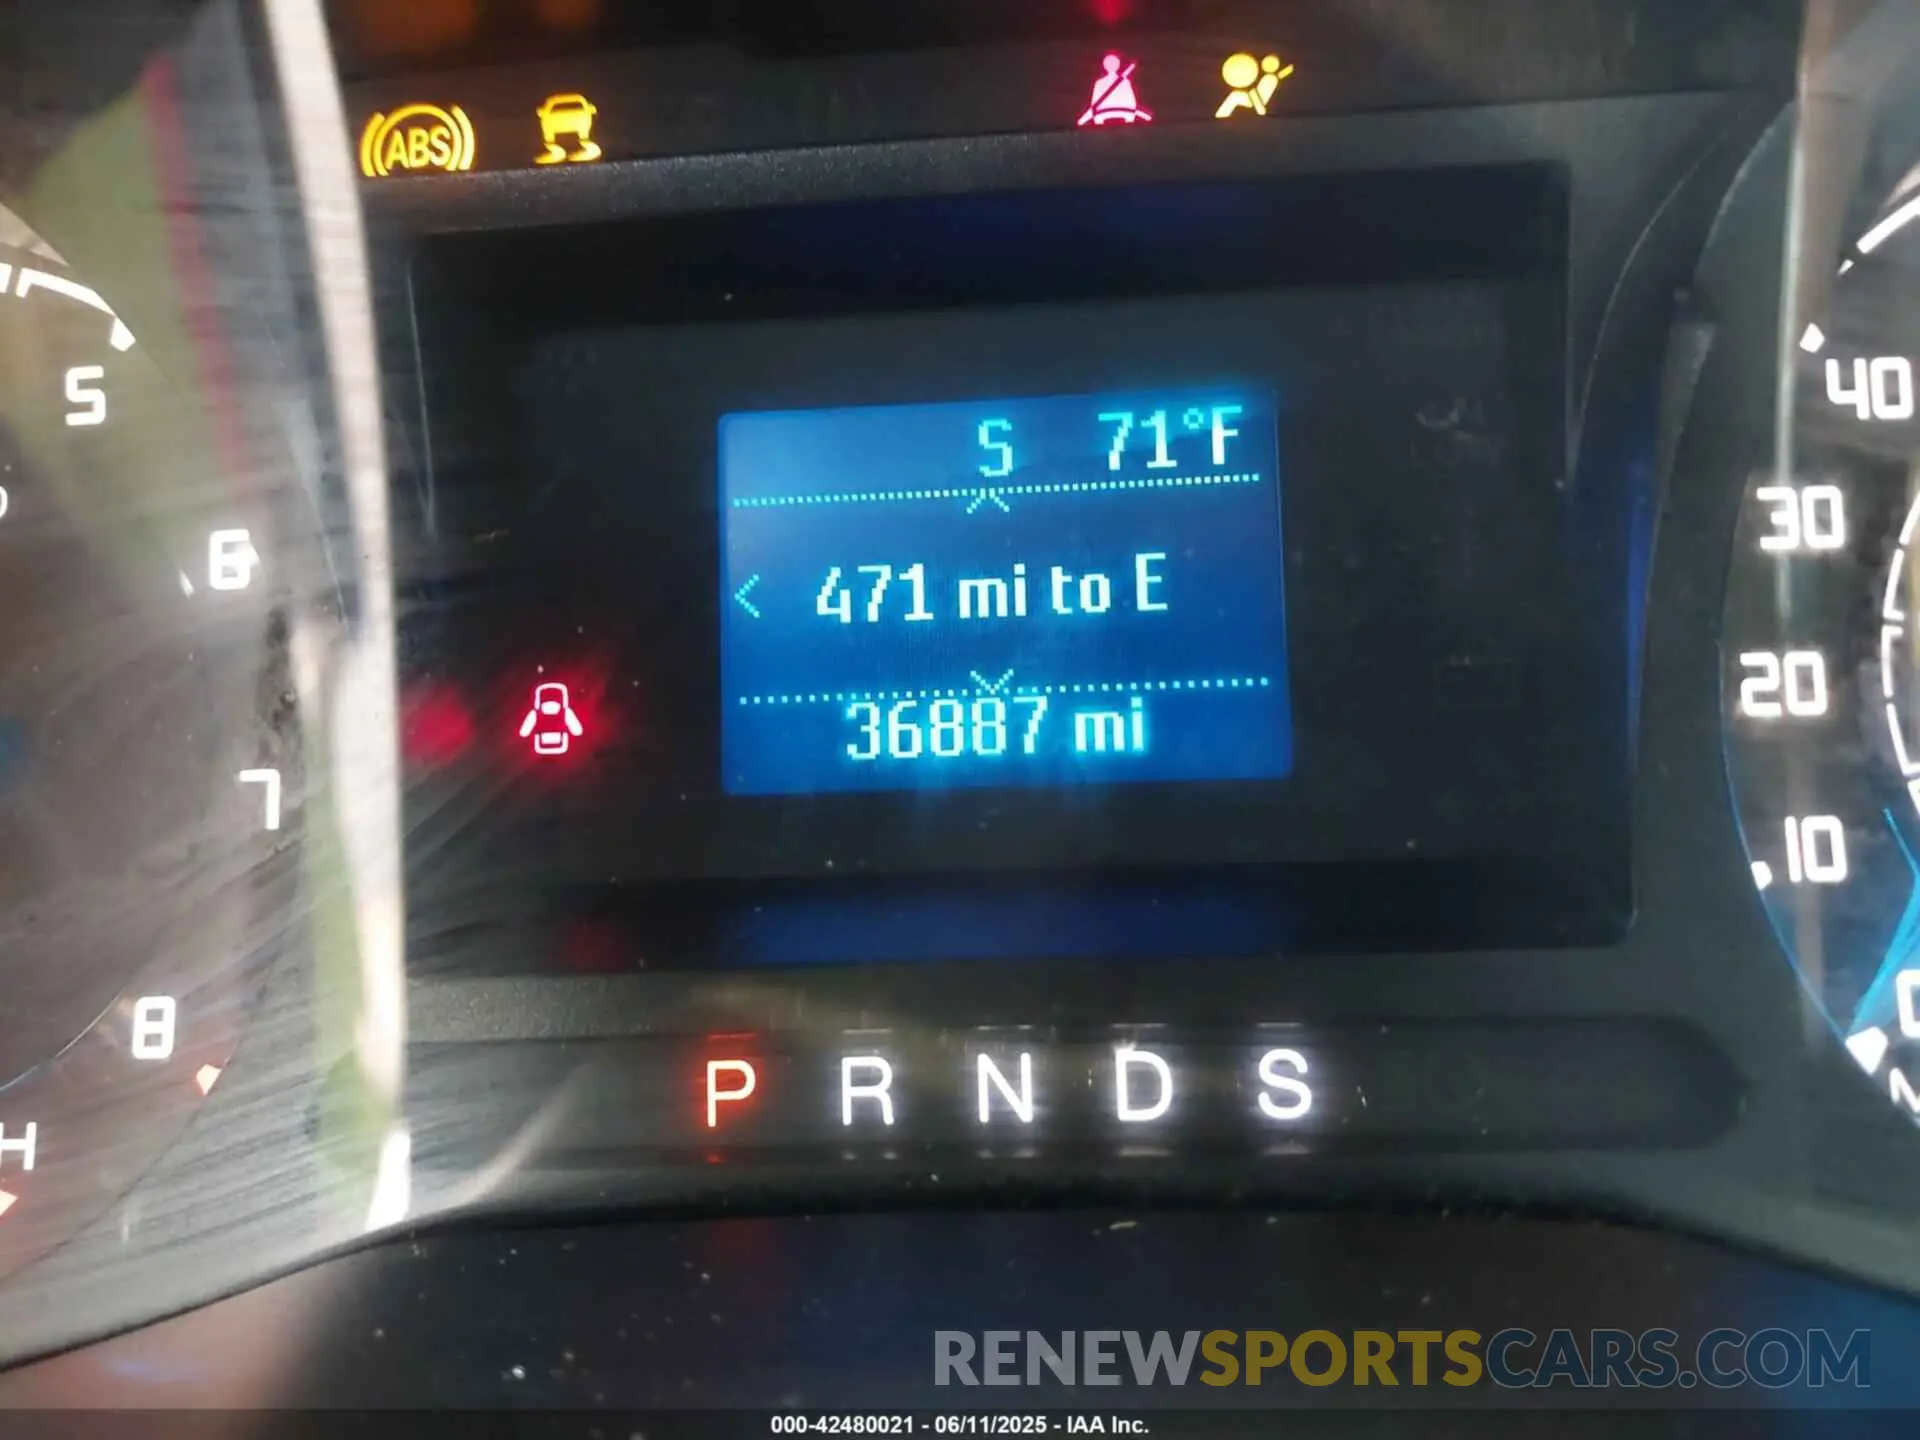 ABS
S 71°F
< 471 mi to E
36887 mi
5
6
7
8
H
40
30
20
10
0
P R N D S
RENEWSPORTSCARS.COM
000-42480021 - 06/11/2025 - IAA Inc.